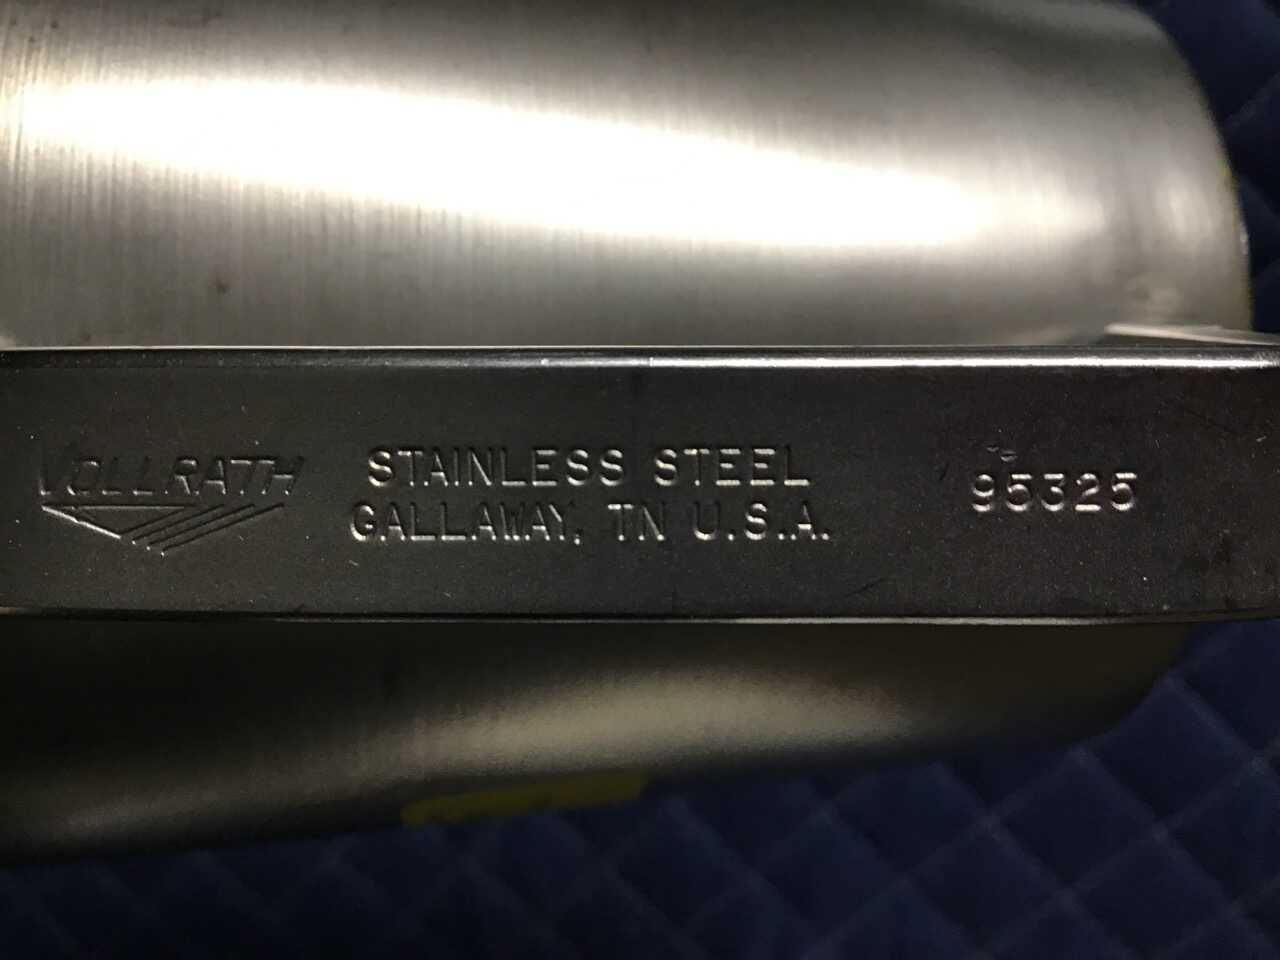 VOLLRATH
STAINLESS STEEL
GALLAWAY, TN U.S.A.
95325